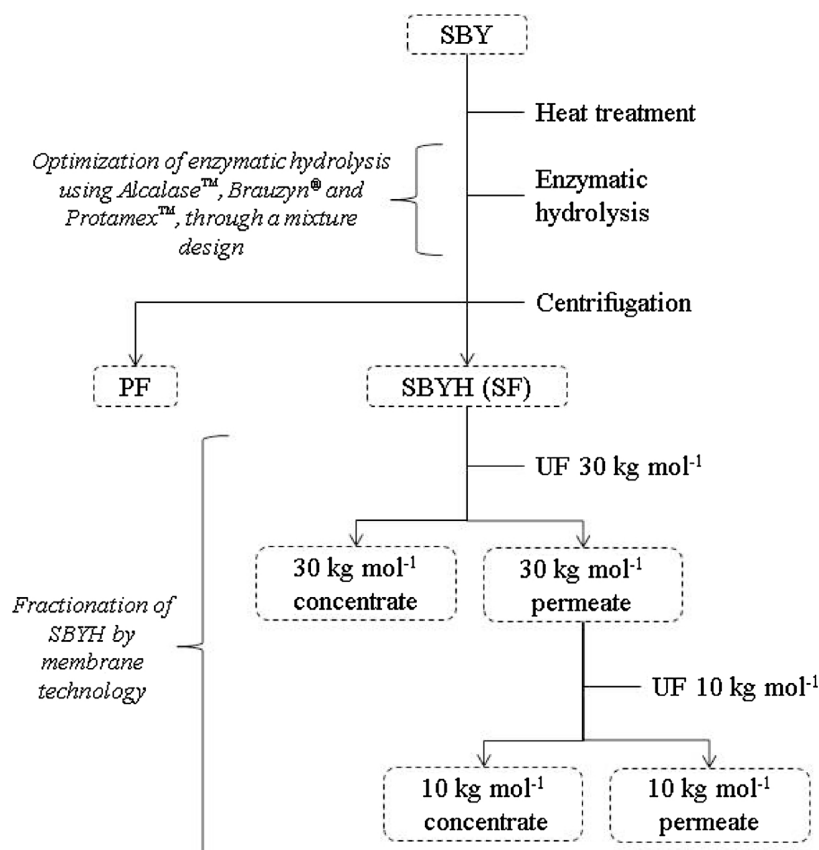 SBY
Heat treatment
Optimization of enzymatic hydrolysis
using Alcalase™, Brauzyn® and
Protamex™, through a mixture
design
Enzymatic
hydrolysis
Centrifugation
PF
SBYH (SF)
UF 30 kg mol⁻¹
30 kg mol⁻¹
concentrate
30 kg mol⁻¹
permeate
Fractionation of
SBYH by
membrane
technology
UF 10 kg mol⁻¹
10 kg mol⁻¹
concentrate
10 kg mol⁻¹
permeate